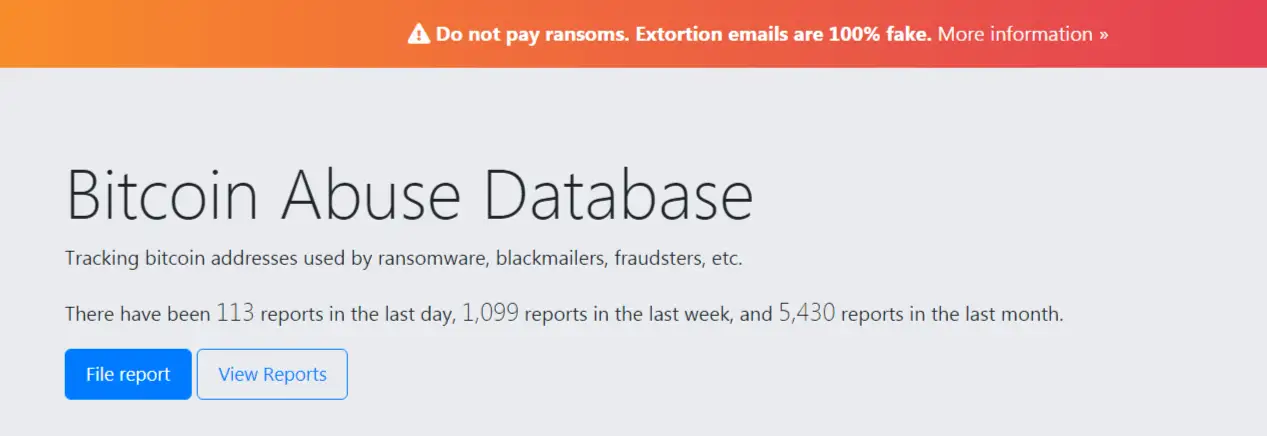 Do not pay ransoms. Extortion emails are 100% fake. More information »
Bitcoin Abuse Database
Tracking bitcoin addresses used by ransomware, blackmailers, fraudsters, etc.
There have been 113 reports in the last day, 1,099 reports in the last week, and 5,430 reports in the last month.
File report View Reports